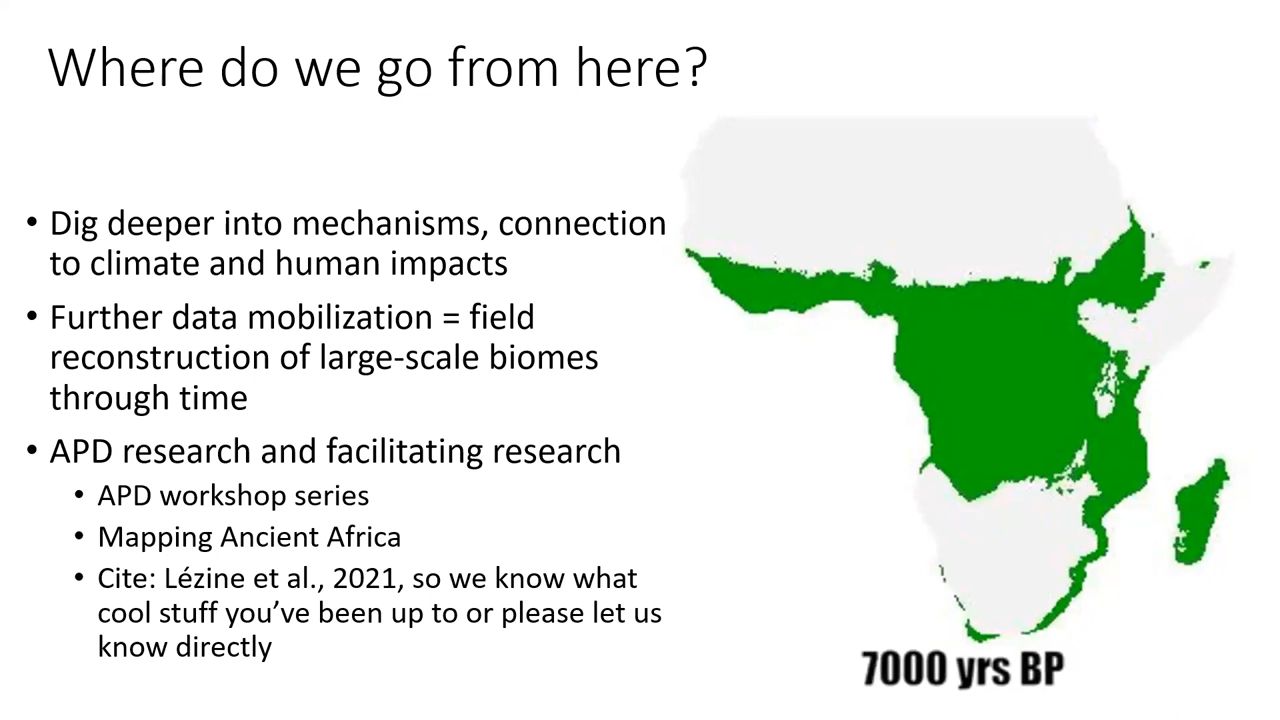 Where do we go from here?
• Dig deeper into mechanisms, connection
to climate and human impacts
• Further data mobilization = field
reconstruction of large-scale biomes
through time
• APD research and facilitating research
• APD workshop series
• Mapping Ancient Africa
• Cite: Lézine et al., 2021, so we know what
cool stuff you’ve been up to or please let us
know directly
7000 yrs BP